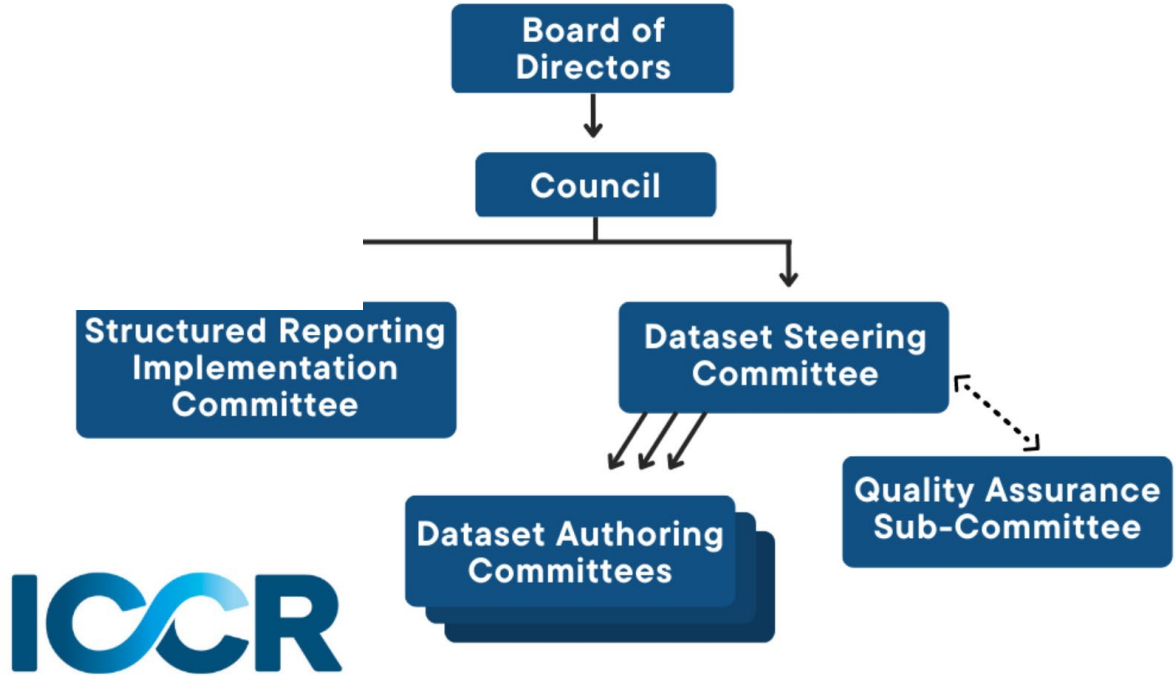 Board of
Directors
Council
Structured Reporting
Implementation
Committee
Dataset Steering
Committee
Quality Assurance
Sub-Committee
Dataset Authoring
Committees
ICCR